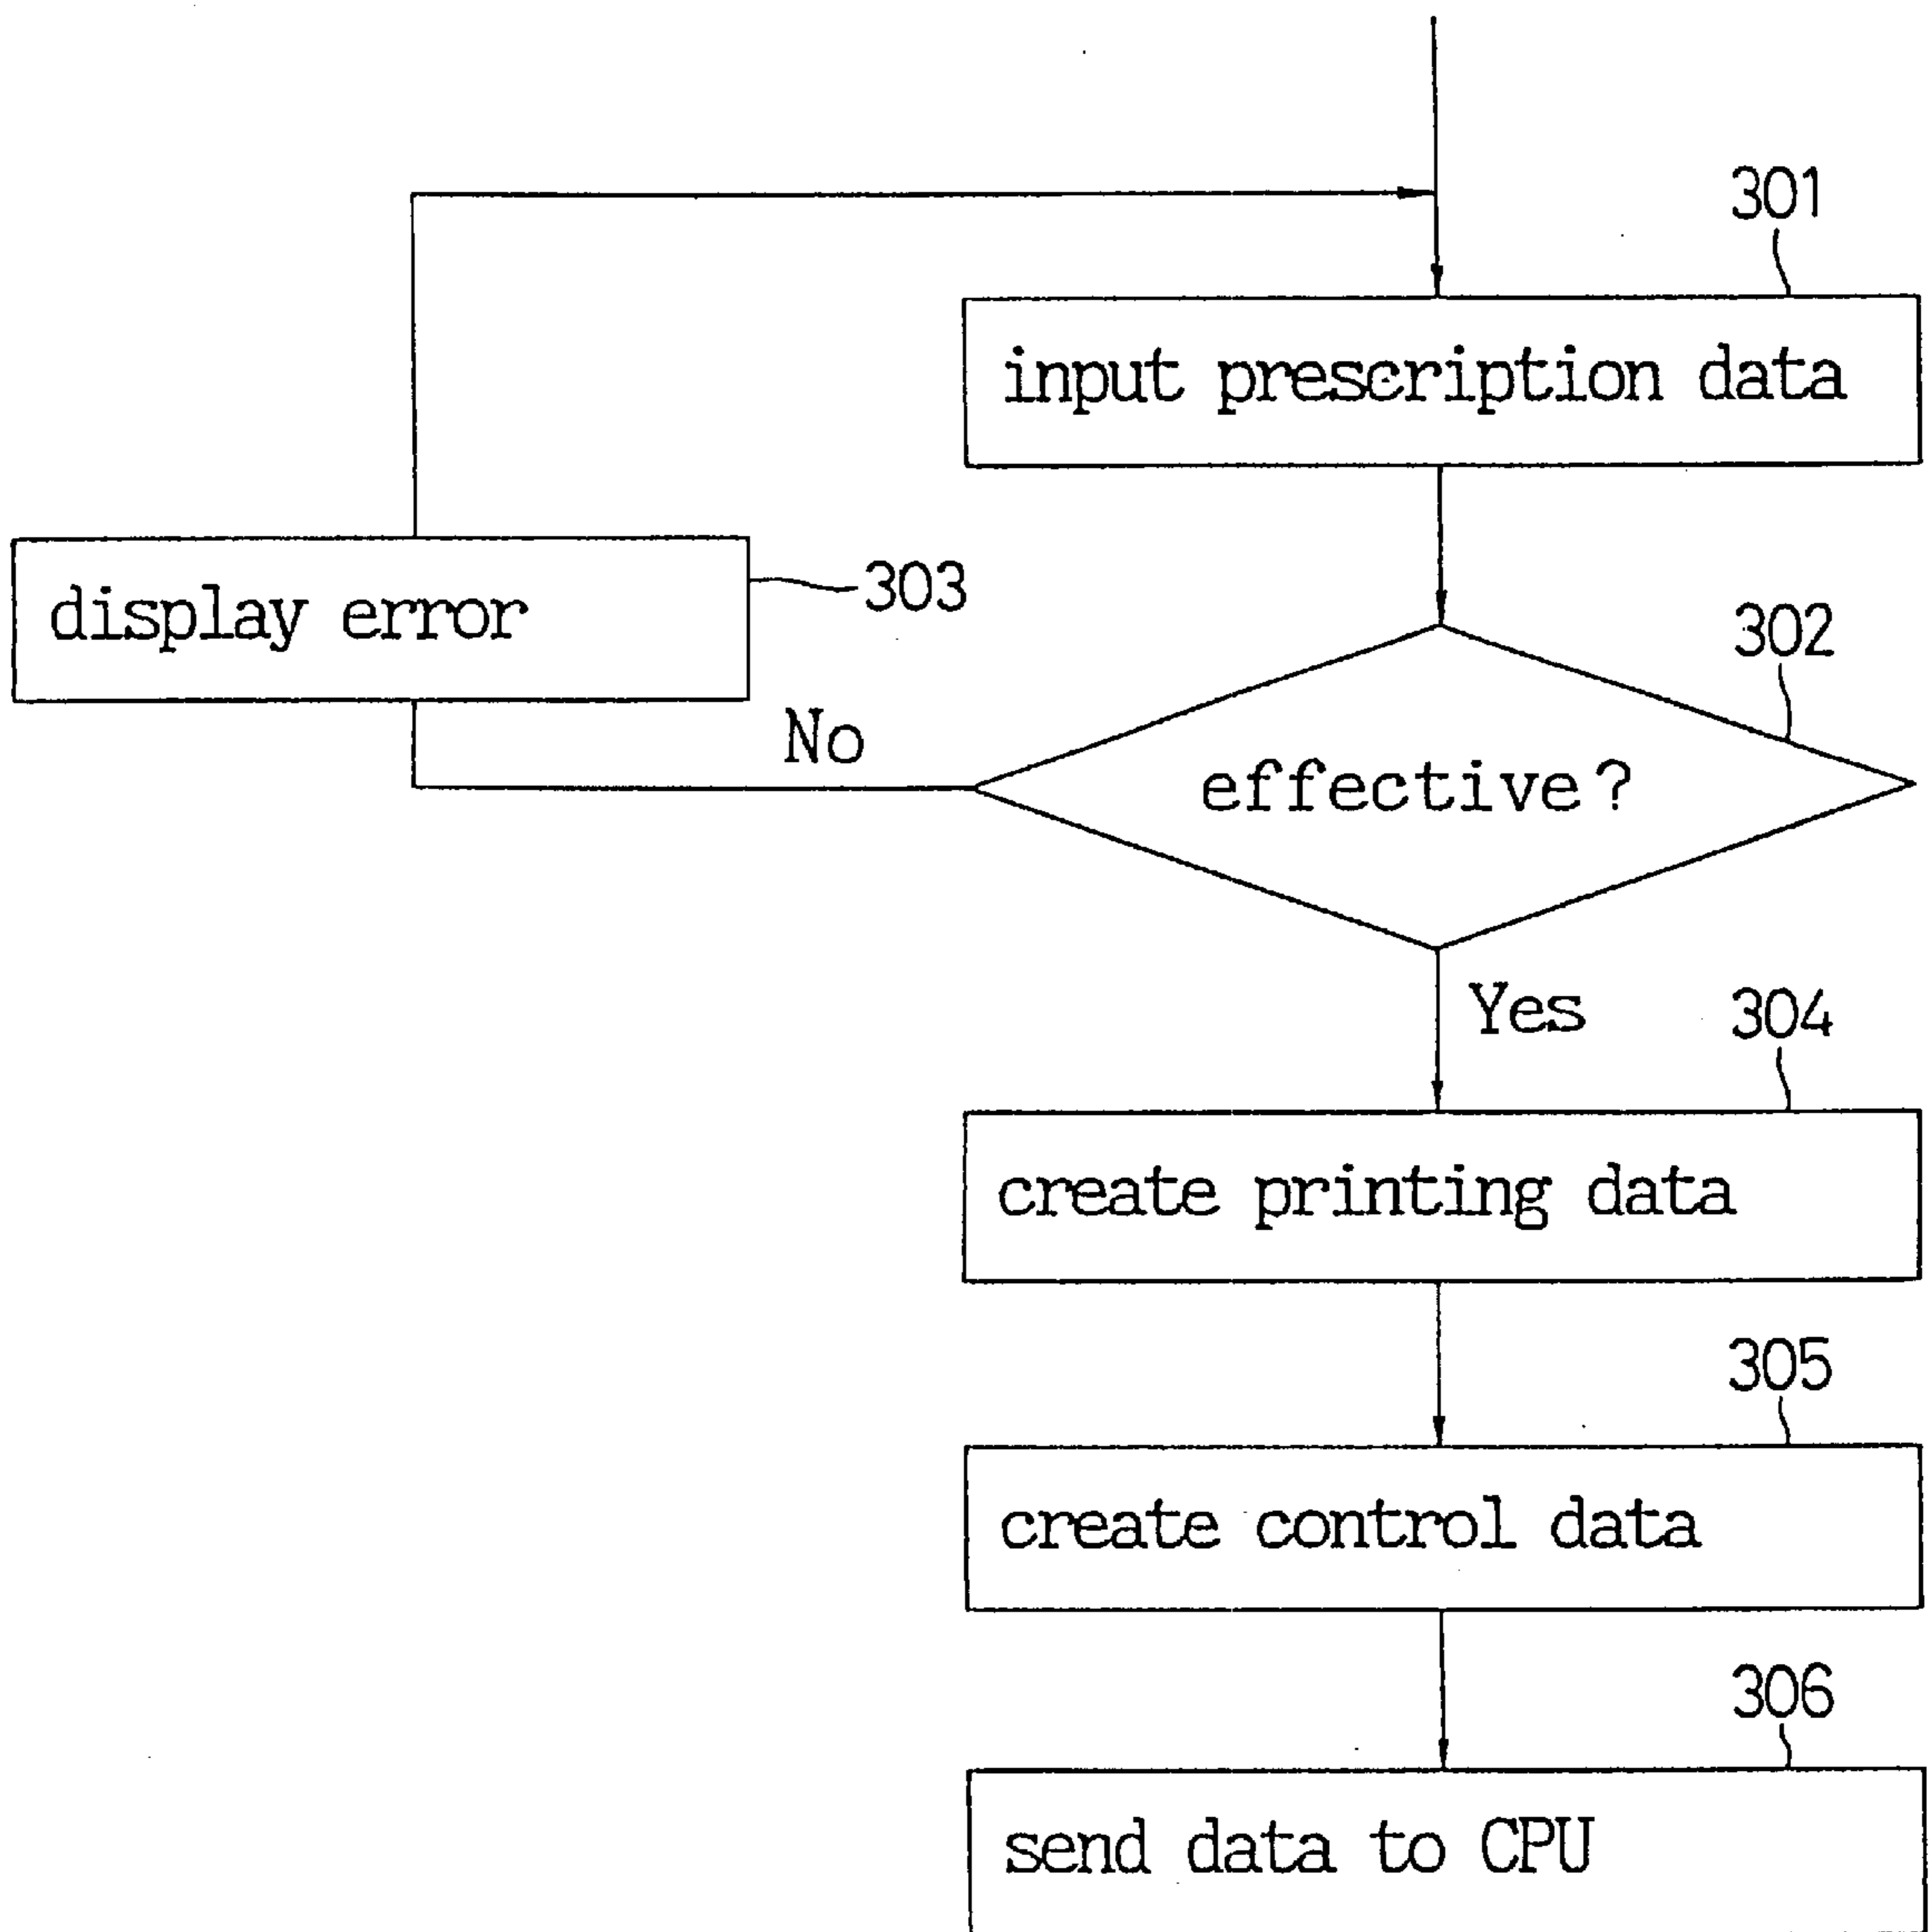 301
input prescription data
303
display error
302
No
effective?
Yes
304
create printing data
305
create control data
306
send data to CPU